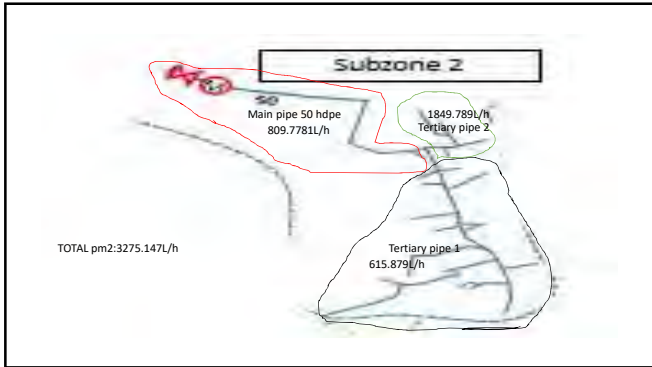 Subzone 2
50
Main pipe 50 hdpe
809.7781L/h
1849.789L/h
Tertiary pipe 2
TOTAL pm2:3275.147L/h
Tertiary pipe 1
615.879L/h